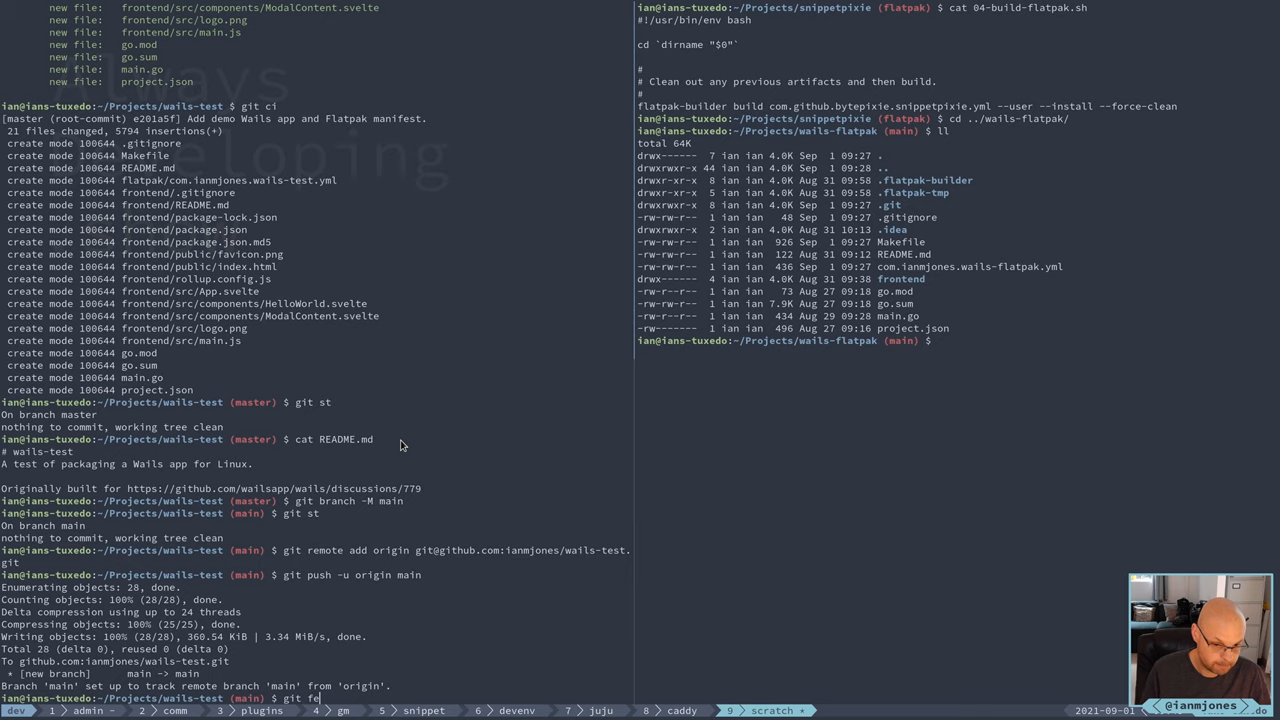 new file:   frontend/src/components/ModalContent.svelte
new file:   frontend/src/logo.png
new file:   frontend/src/main.js
new file:   go.mod
new file:   go.sum
new file:   main.go
new file:   project.json
ian@ians-tuxedo:~/Projects/wails-test $ git ci
[master (root-commit) e201a5f] Add demo Wails app and Flatpak manifest.
21 files changed, 5794 insertions(+)
create mode 100644 .gitignore
create mode 100644 Makefile
create mode 100644 README.md
create mode 100644 flatpak/com.ianmjones.wails-test.yml
create mode 100644 frontend/.gitignore
create mode 100644 frontend/README.md
create mode 100644 frontend/package-lock.json
create mode 100644 frontend/package.json
create mode 100644 frontend/package.json.md5
create mode 100644 frontend/public/favicon.png
create mode 100644 frontend/public/index.html
create mode 100644 frontend/rollup.config.js
create mode 100644 frontend/src/App.svelte
create mode 100644 frontend/src/components/HelloWorld.svelte
create mode 100644 frontend/src/components/ModalContent.svelte
create mode 100644 frontend/src/logo.png
create mode 100644 frontend/src/main.js
create mode 100644 go.mod
create mode 100644 go.sum
create mode 100644 main.go
create mode 100644 project.json
ian@ians-tuxedo:~/Projects/wails-test (master) $ git st
On branch master
nothing to commit, working tree clean
ian@ians-tuxedo:~/Projects/wails-test (master) $ cat README.md
# wails-test
A test of packaging a Wails app for Linux.
Originally built for https://github.com/wailsapp/wails/discussions/779
ian@ians-tuxedo:~/Projects/wails-test (master) $ git branch -M main
ian@ians-tuxedo:~/Projects/wails-test (main) $ git st
On branch main
nothing to commit, working tree clean
ian@ians-tuxedo:~/Projects/wails-test (main) $ git remote add origin git@github.com:ianmjones/wails-test.
git
ian@ians-tuxedo:~/Projects/wails-test (main) $ git push -u origin main
Enumerating objects: 28, done.
Counting objects: 100% (28/28), done.
Delta compression using up to 24 threads
Compressing objects: 100% (25/25), done.
Writing objects: 100% (28/28), 360.54 KiB | 3.34 MiB/s, done.
Total 28 (delta 0), reused 0 (delta 0)
To github.com:ianmjones/wails-test.git
* [new branch]      main -> main
Branch 'main' set up to track remote branch 'main' from 'origin'.
ian@ians-tuxedo:~/Projects/wails-test (main) $ git fe
Always
ian@ians-tuxedo:~/Projects/snippetpixie (flatpak) $ cat 04-build-flatpak.sh
#!/usr/bin/env bash
cd `dirname "$0"`
#
# Clean out any previous artifacts and then build.
#
flatpak-builder build com.github.bytepixie.snippetpixie.yml --user --install --force-clean
ian@ians-tuxedo:~/Projects/snippetpixie (flatpak) $ cd ../wails-flatpak/
ian@ians-tuxedo:~/Projects/wails-flatpak (main) $ ll
total 64K
drwx------  7 ian ian 4.0K Sep  1 09:27 .
drwxrwxr-x 44 ian ian 4.0K Sep  1 09:28 ..
drwxrwxr-x  8 ian ian 4.0K Aug 31 09:58 .flatpak-builder
drwxrwxr-x  5 ian ian 4.0K Aug 31 09:58 .flatpak-tmp
drwxrwxr-x  8 ian ian 4.0K Sep  1 09:27 .git
-rw-rw-r--  1 ian ian   48 Sep  1 09:27 .gitignore
drwxrwxr-x  2 ian ian 4.0K Aug 31 10:13 .idea
-rw-rw-r--  1 ian ian  926 Sep  1 09:27 Makefile
-rw-rw-r--  1 ian ian  122 Aug 31 09:12 README.md
-rw-rw-r--  1 ian ian  436 Sep  1 09:27 com.ianmjones.wails-flatpak.yml
drwx------  4 ian ian 4.0K Aug 31 09:38 frontend
-rw-rw-r--  1 ian ian   73 Aug 27 09:18 go.mod
-rw-rw-r--  1 ian ian 7.9K Aug 27 09:18 go.sum
-rw-r--r--  1 ian ian  434 Aug 29 09:28 main.go
-rw-------  1 ian ian  496 Aug 27 09:16 project.json
ian@ians-tuxedo:~/Projects/wails-flatpak (main) $
dev 1 admin - 2 comm 3 plugins 4 gm 5 snippet 6 devenv 7 juju 8 caddy 9 scratch * 2021-09-01
<@ianmjones>